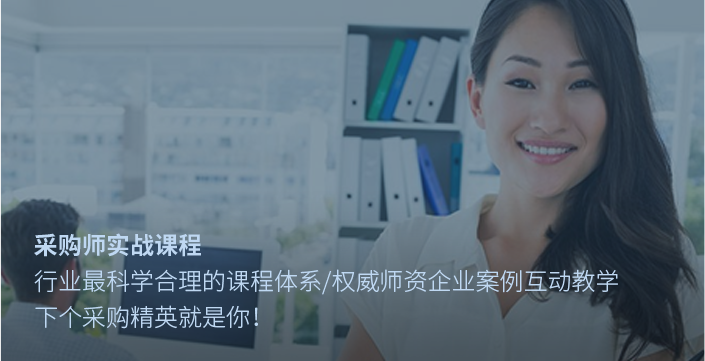 采购师实战课程
行业最科学合理的课程体系/权威师资企业案例互动教学
下个采购精英就是你!